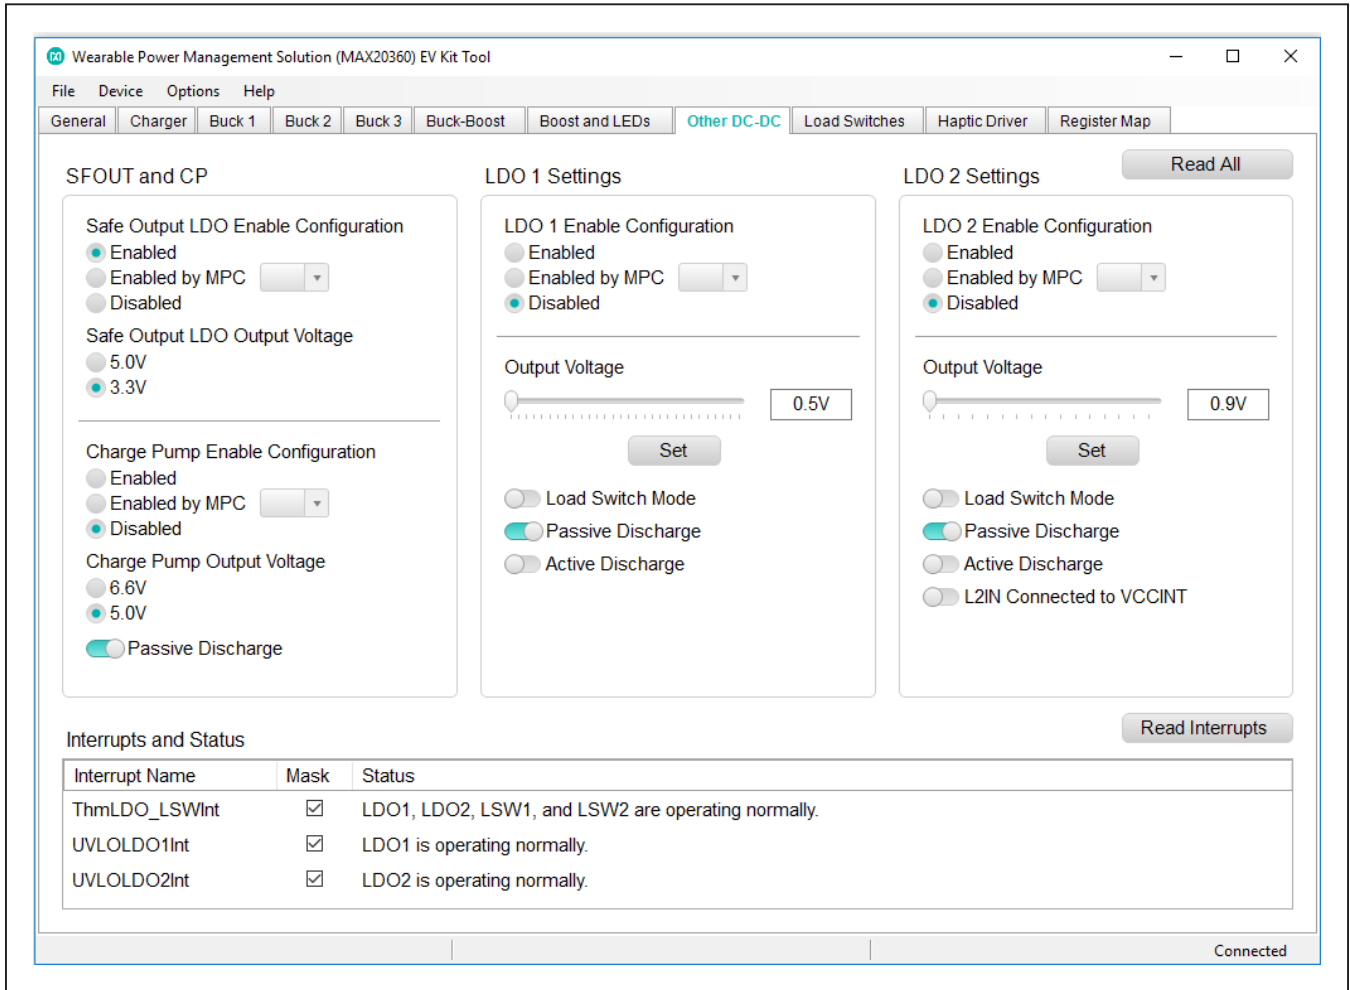 Wearable Power Management Solution (MAX20360) EV Kit Tool
File Device Options Help
General Charger Buck 1 Buck 2 Buck 3 Buck-Boost Boost and LEDs Other DC-DC Load Switches Haptic Driver Register Map
Read All
SFOUT and CP
Safe Output LDO Enable Configuration
Enabled
Enabled by MPC
Disabled
Safe Output LDO Output Voltage
5.0V
3.3V
Charge Pump Enable Configuration
Enabled
Enabled by MPC
Disabled
Charge Pump Output Voltage
6.6V
5.0V
Passive Discharge
LDO 1 Settings
LDO 1 Enable Configuration
Enabled
Enabled by MPC
Disabled
Output Voltage
0.5V
Set
Load Switch Mode
Passive Discharge
Active Discharge
LDO 2 Settings
LDO 2 Enable Configuration
Enabled
Enabled by MPC
Disabled
Output Voltage
0.9V
Set
Load Switch Mode
Passive Discharge
Active Discharge
L2IN Connected to VCCINT
Interrupts and Status
Read Interrupts
Interrupt Name Mask Status
ThmLDO_LSWInt LDO1, LDO2, LSW1, and LSW2 are operating normally.
UVLOLDO1Int LDO1 is operating normally.
UVLOLDO2Int LDO2 is operating normally.
Connected